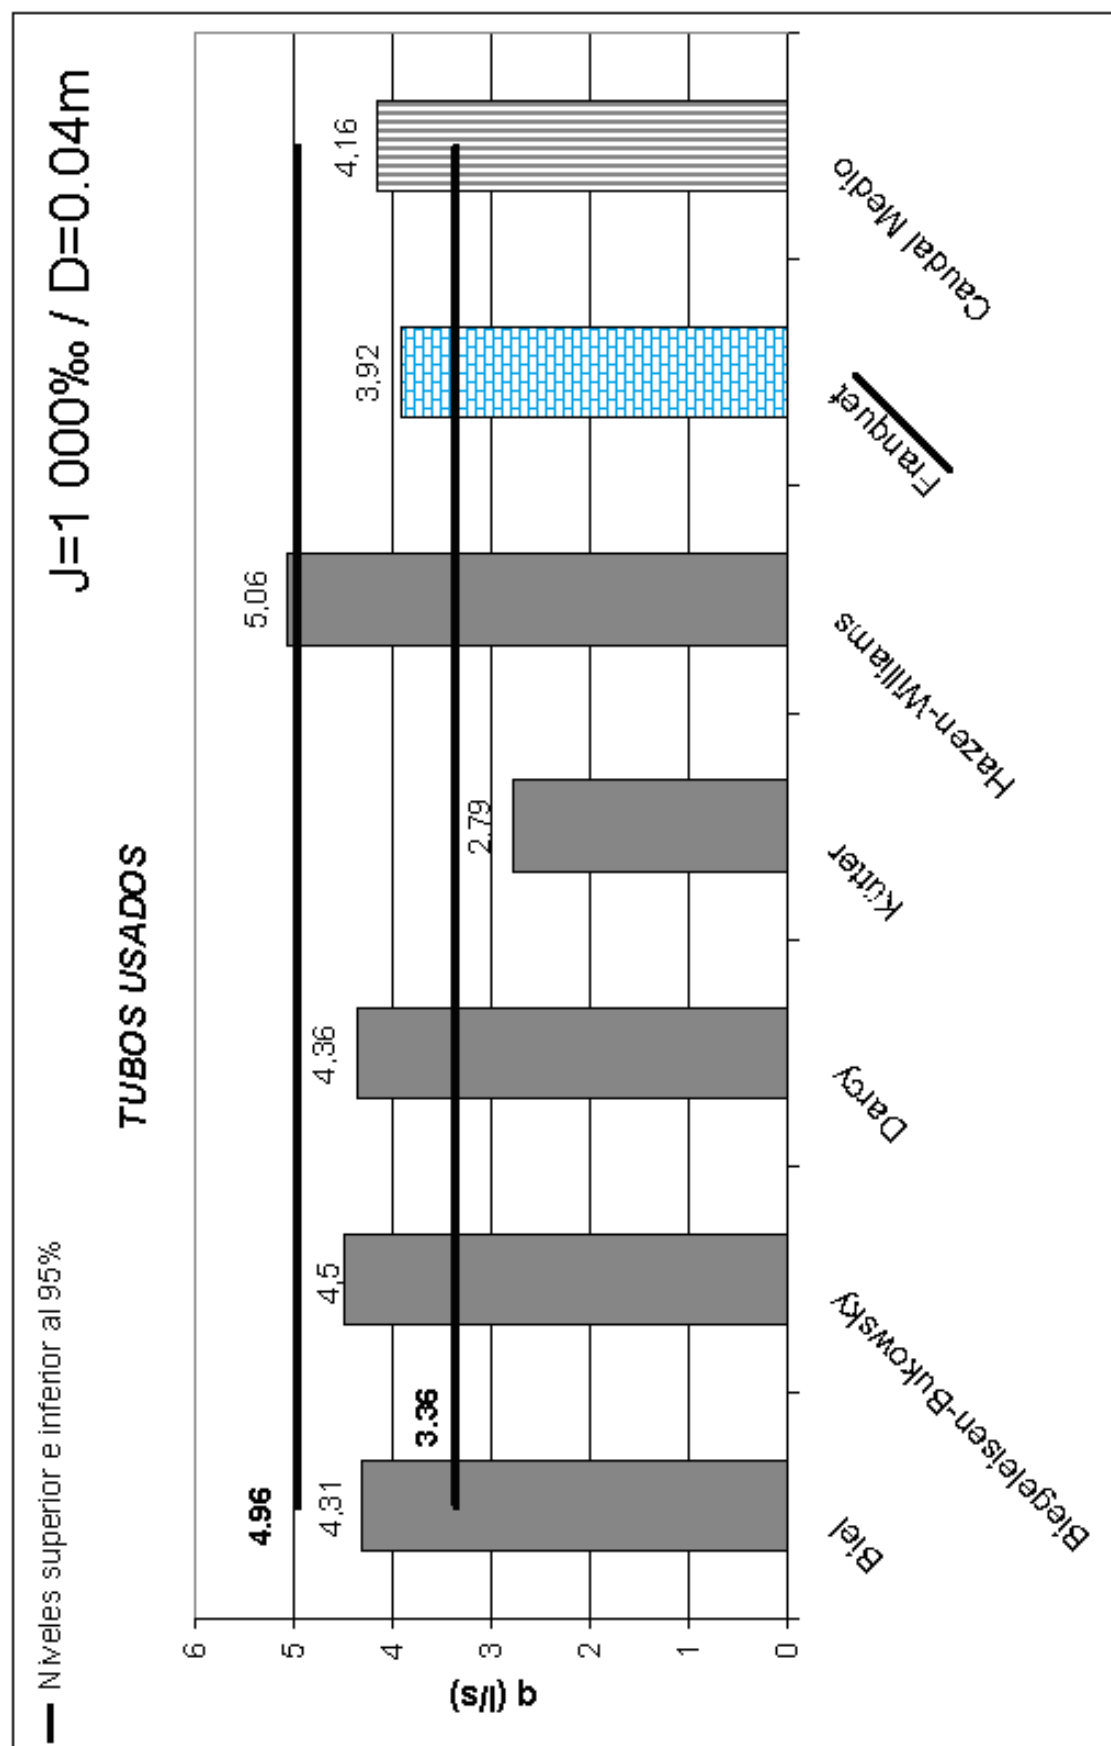 Niveles superior e inferior al 95%
J=1 000‰ / D=0.04m
TUBOS USADOS
q (l/s)
6
5
4
3
2
1
0
4.96
4,31
3.36
4,5
4,36
2,79
5,06
3,92
4,16
Biel
Biegeleisen-Bukowsky
Darcy
Kütter
Hazen-Williams
Franquet
Caudal Medio